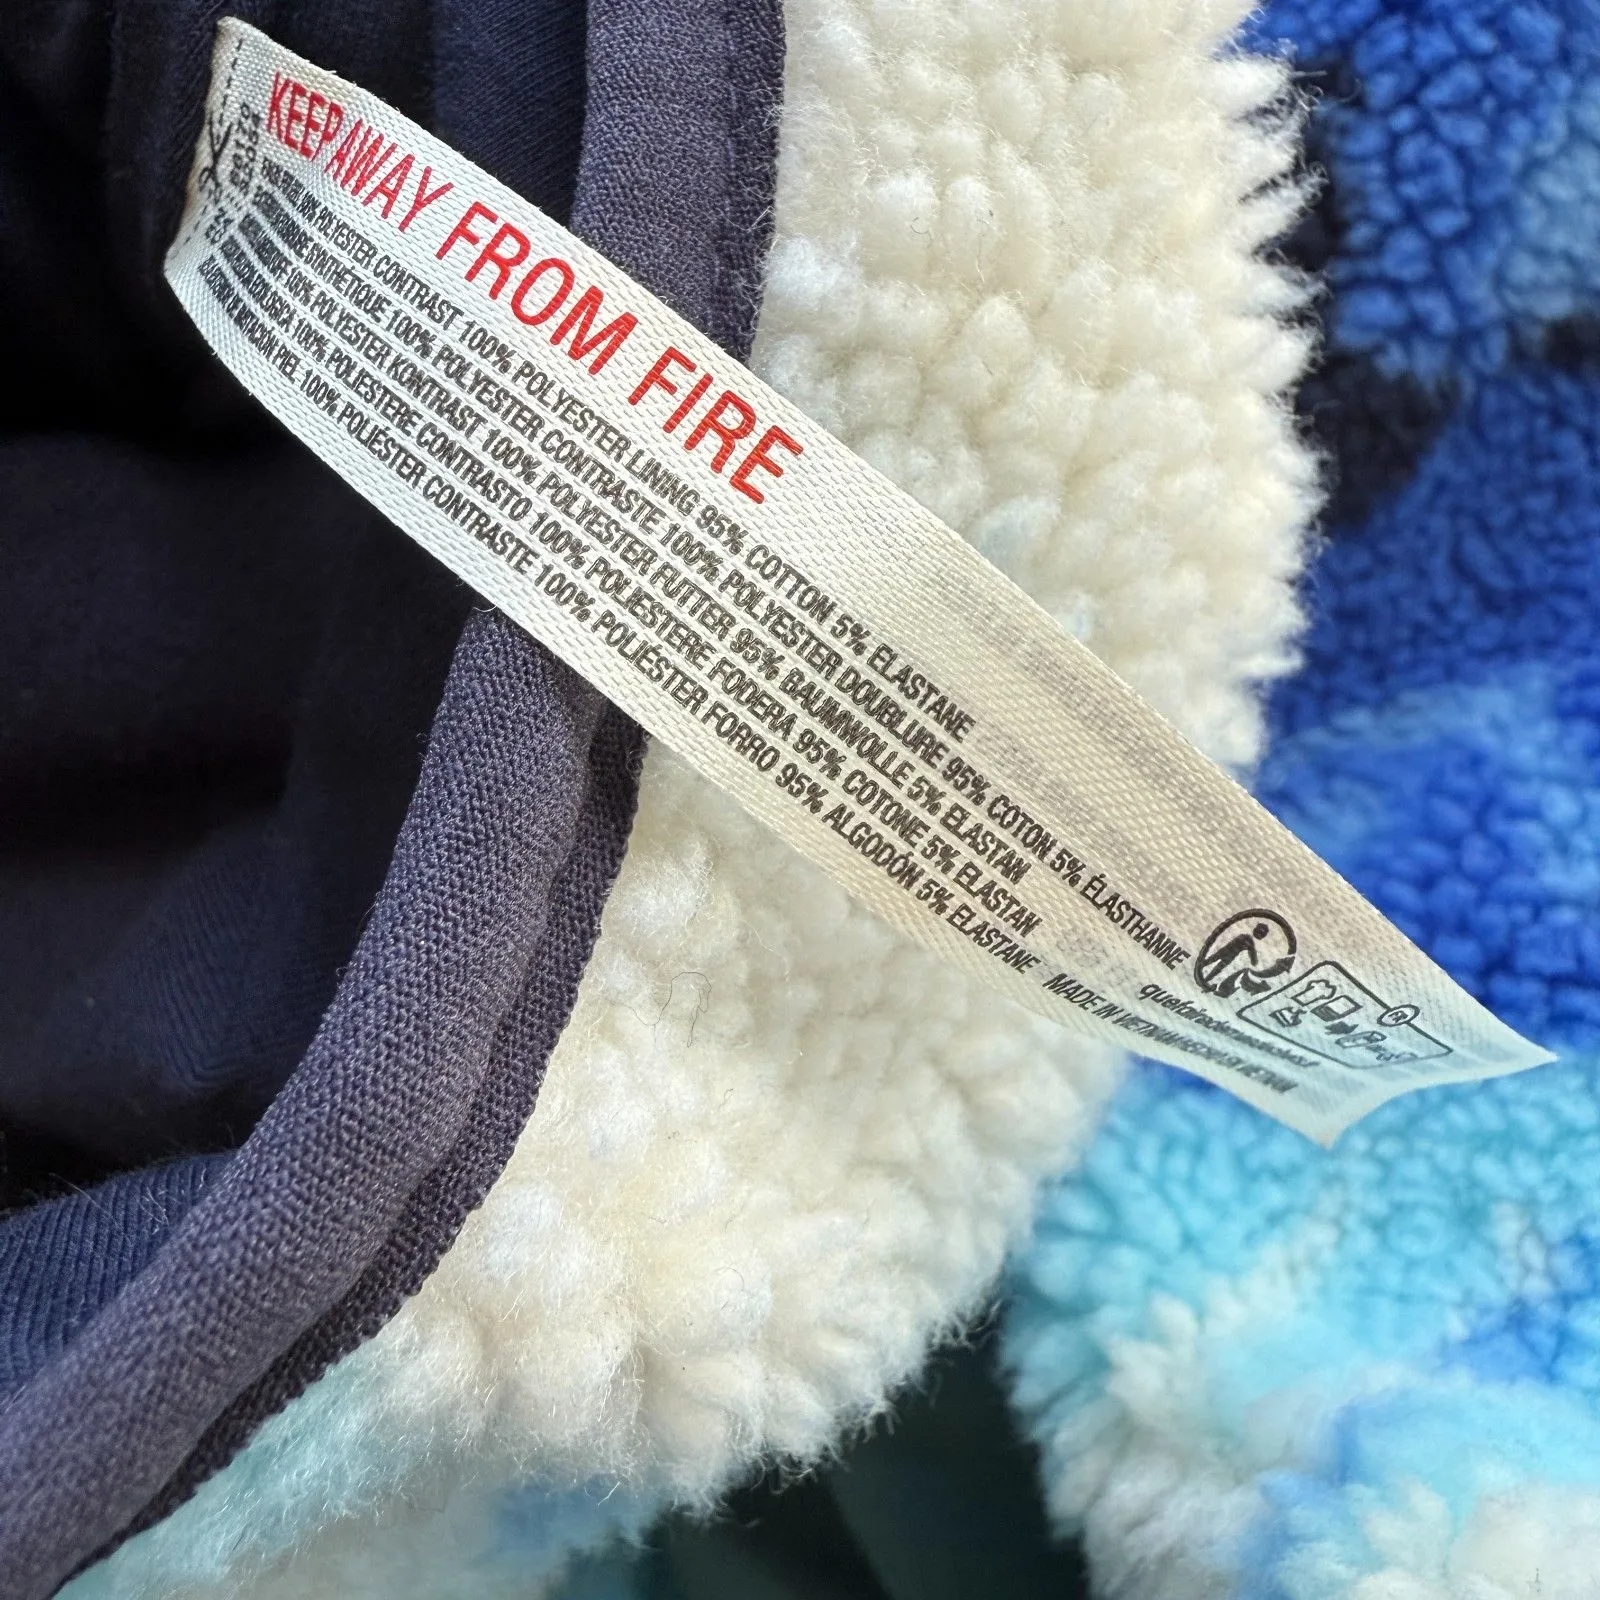 KEEP AWAY FROM FIRE
100% POLYESTER CONTRAST 100% POLYESTER LINING 95% COTTON 5% ELASTANE
SYNTHÉTIQUE 100% POLYESTER CONTRASTE 100% POLYESTER DOUBLURE 95% COTON 5% ÉLASTHANNE
100% POLYESTER KONTRAST 100% POLYESTER FUTTER 95% BAUMWOLLE 5% ELASTAN
ECOLOGICA 100% POLIESTERE CONTRASTO 100% POLIESTERE FODERA 95% COTONE 5% ELASTAN
IMITACIÓN PIEL 100% POLIÉSTER CONTRASTE 100% POLIÉSTER FORRO 95% ALGODÓN 5% ELASTANE MADE IN VIETNAM
FR